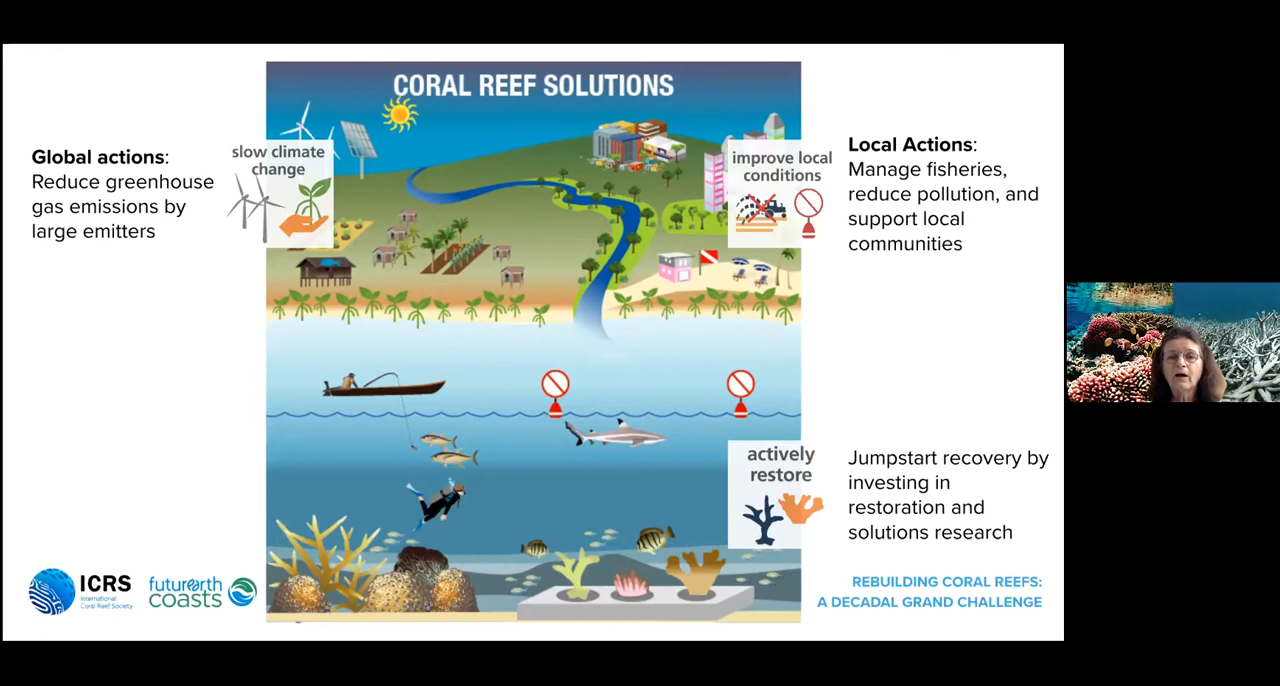 CORAL REEF SOLUTIONS
Global actions:
Reduce greenhouse
gas emissions by
large emitters
slow climate
change
improve local
conditions
Local Actions:
Manage fisheries,
reduce pollution, and
support local
communities
actively
restore
Jumpstart recovery by
investing in
restoration and
solutions research
ICRS
International
Coral Reef Society
futurearth
coasts
REBUILDING CORAL REEFS:
A DECADAL GRAND CHALLENGE